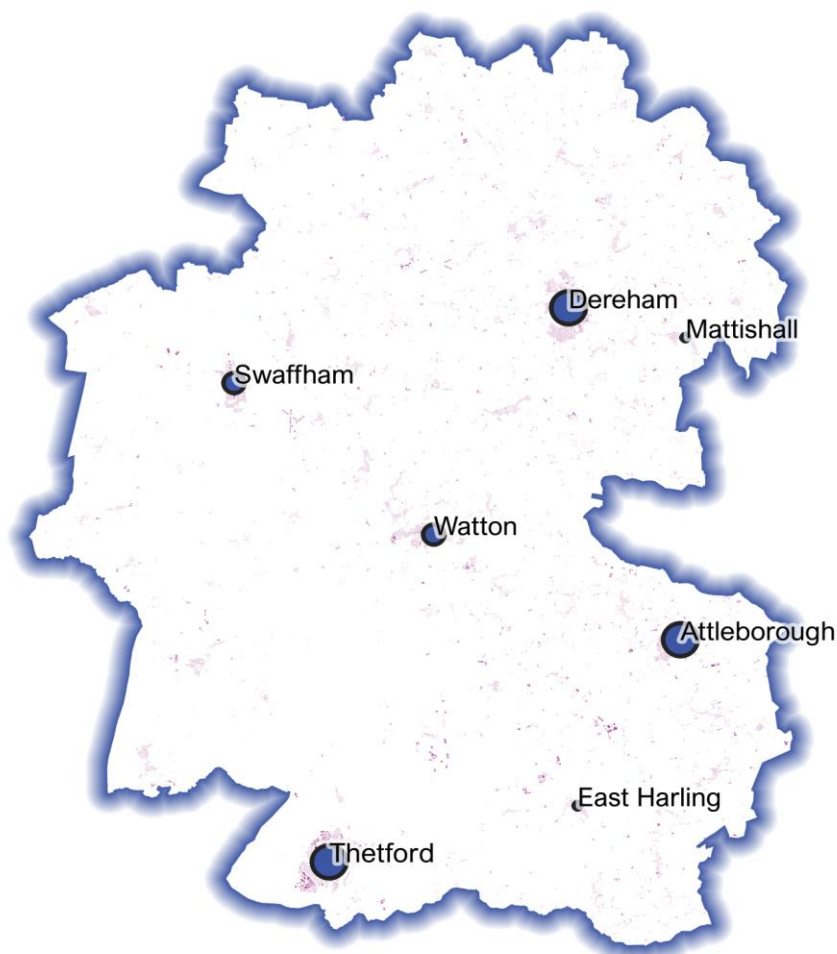 Dereham
Mattishall
Swaffham
Watton
Attleborough
East Harling
Thetford